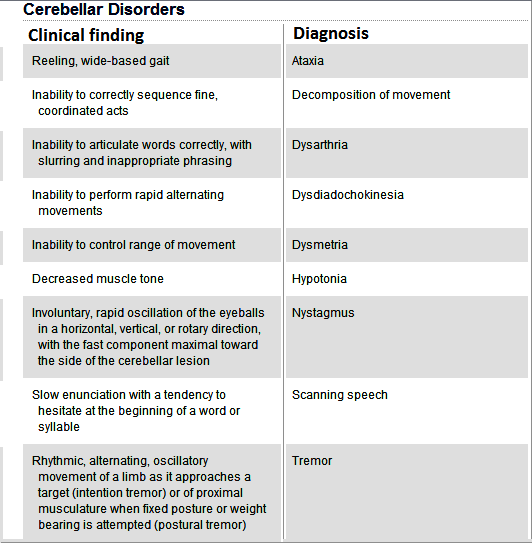 Cerebellar Disorders
Clinical finding Diagnosis
Reeling, wide-based gait Ataxia
Inability to correctly sequence fine, Decomposition of movement
coordinated acts
Inability to articulate words correctly, with Dysarthria
slurring and inappropriate phrasing
Inability to perform rapid alternating Dysdiadochokinesia
movements
Inability to control range of movement Dysmetria
Decreased muscle tone Hypotonia
Involuntary, rapid oscillation of the eyeballs Nystagmus
in a horizontal, vertical, or rotary direction,
with the fast component maximal toward
the side of the cerebellar lesion
Slow enunciation with a tendency to Scanning speech
hesitate at the beginning of a word or
syllable
Rhythmic, alternating, oscillatory Tremor
movement of a limb as it approaches a
target (intention tremor) or of proximal
musculature when fixed posture or weight
bearing is attempted (postural tremor)